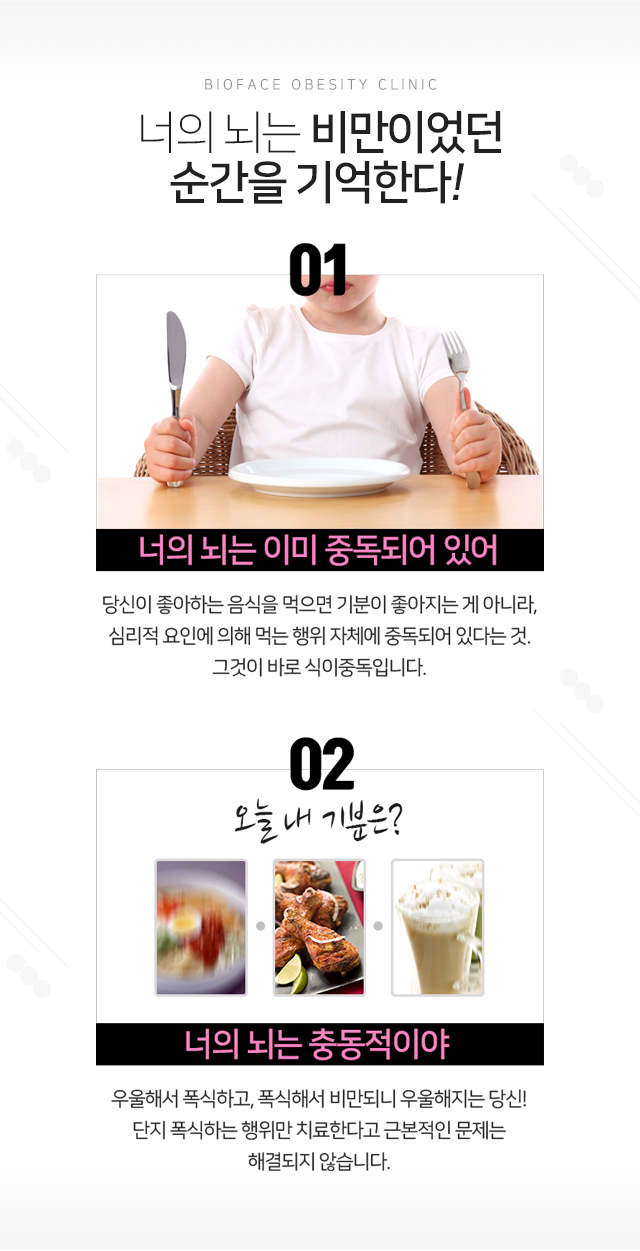 BIOFACE OBESITY CLINIC
너의 뇌는 비만이었던
순간을 기억한다!
01
너의 뇌는 이미 중독되어 있어
당신이 좋아하는 음식을 먹으면 기분이 좋아지는 게 아니라,
심리적 요인에 의해 먹는 행위 자체에 중독되어 있다는 것.
그것이 바로 식이중독입니다.
02
오늘 내 기분은?
너의 뇌는 충동적이야
우울해서 폭식하고, 폭식해서 비만되니 우울해지는 당신!
단지 폭식하는 행위만 치료한다고 근본적인 문제는
해결되지 않습니다.